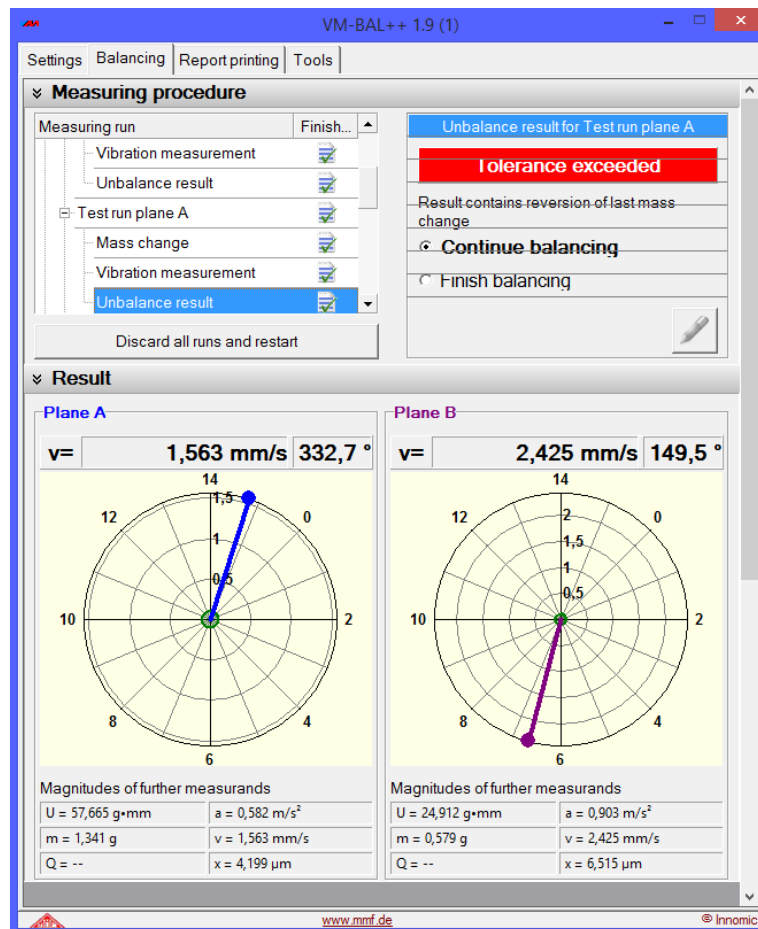 VM-BAL++ 1.9 (1)
Settings Balancing Report printing Tools
Measuring procedure
Measuring run Finish...
Vibration measurement
Unbalance result
Test run plane A
Mass change
Vibration measurement
Unbalance result
Discard all runs and restart
Unbalance result for Test run plane A
Tolerance exceeded
Result contains reversion of last mass
change
Continue balancing
Finish balancing
Result
Plane A
v= 1,563 mm/s 332,7 °
14
1,5
12 0
1
0,5
10 2
8 4
6
Magnitudes of further measurands
U = 57,665 g•mm a = 0,582 m/s²
m = 1,341 g v = 1,563 mm/s
Q = -- x = 4,199 µm
Plane B
v= 2,425 mm/s 149,5 °
14
2
12 0
1,5
1
0,5
10 2
8 4
6
Magnitudes of further measurands
U = 24,912 g•mm a = 0,903 m/s²
m = 0,579 g v = 2,425 mm/s
Q = -- x = 6,515 µm
www.mmf.de © Innomic